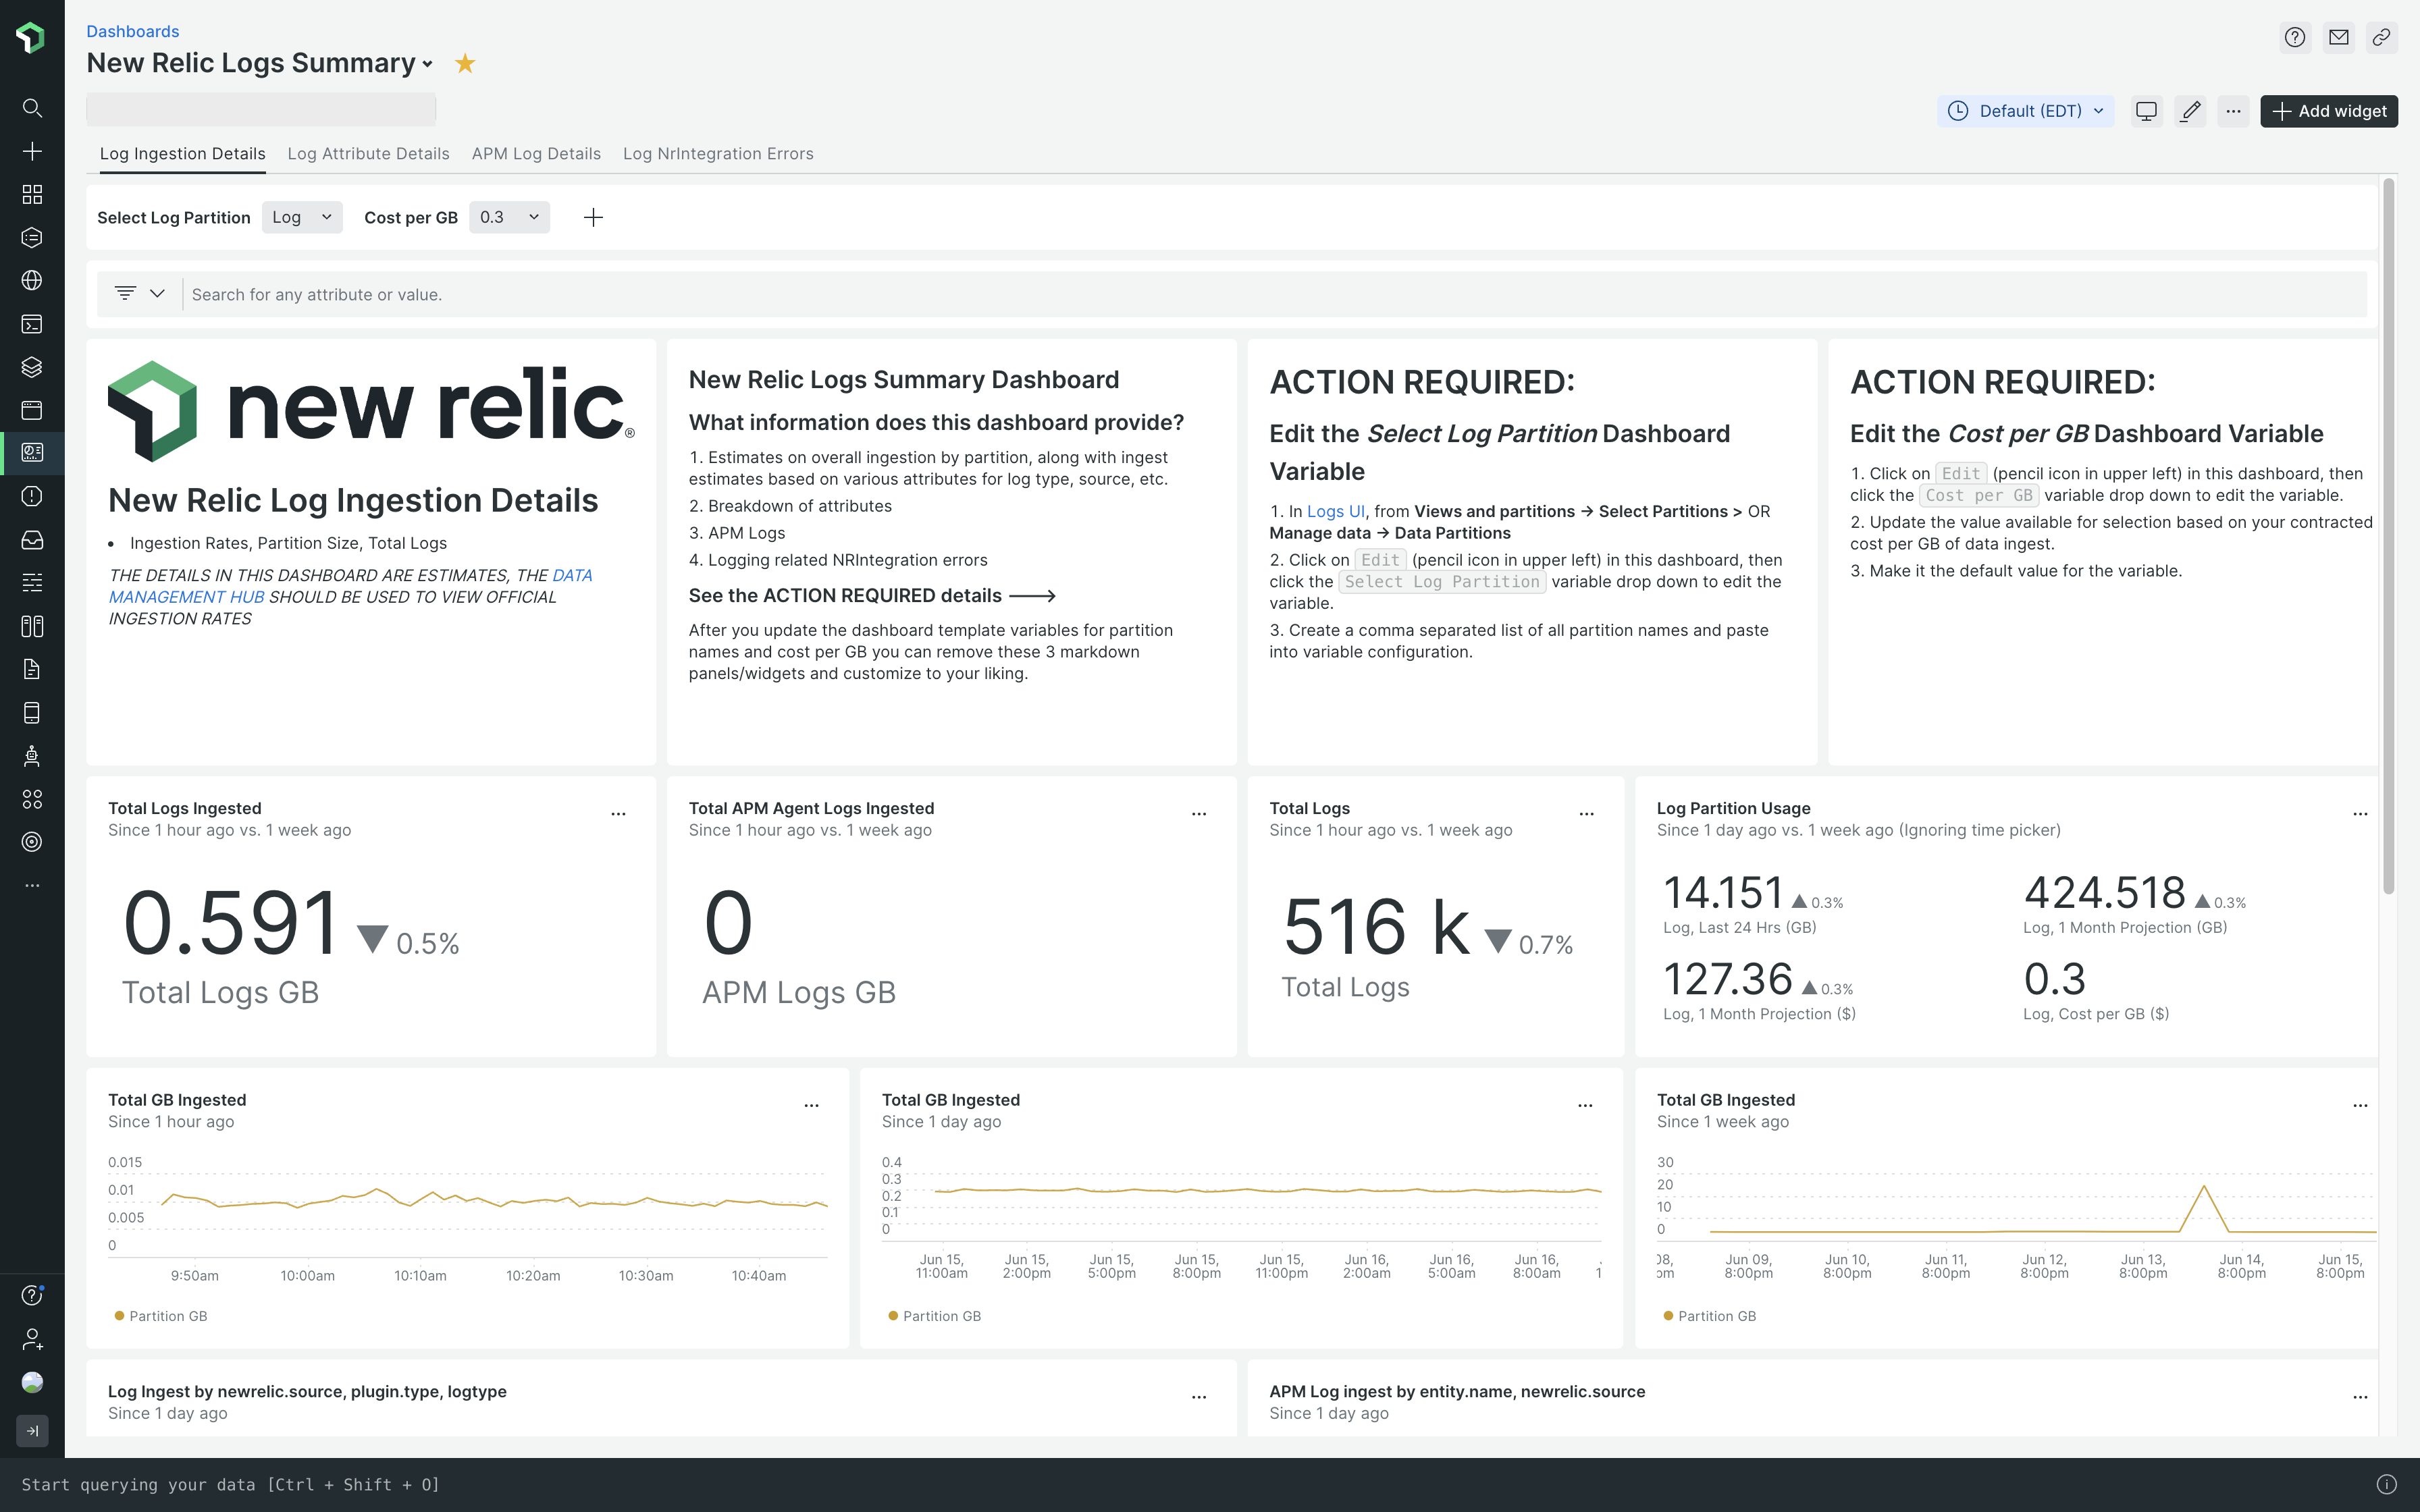 Dashboards
New Relic Logs Summary
Default (EDT)
Add widget
Log Ingestion Details
Log Attribute Details
APM Log Details
Log NrIntegration Errors
Select Log Partition
Log
Cost per GB
0.3
Search for any attribute or value.
new relic®
New Relic Log Ingestion Details
• Ingestion Rates, Partition Size, Total Logs
THE DETAILS IN THIS DASHBOARD ARE ESTIMATES, THE DATA
MANAGEMENT HUB SHOULD BE USED TO VIEW OFFICIAL
INGESTION RATES
New Relic Logs Summary Dashboard
What information does this dashboard provide?
1. Estimates on overall ingestion by partition, along with ingest
estimates based on various attributes for log type, source, etc.
2. Breakdown of attributes
3. APM Logs
4. Logging related NRIntegration errors
See the ACTION REQUIRED details ⟶
After you update the dashboard template variables for partition
names and cost per GB you can remove these 3 markdown
panels/widgets and customize to your liking.
ACTION REQUIRED:
Edit the Select Log Partition Dashboard
Variable
1. In Logs UI, from Views and partitions → Select Partitions > OR
Manage data → Data Partitions
2. Click on Edit (pencil icon in upper left) in this dashboard, then
click the Select Log Partition variable drop down to edit the
variable.
3. Create a comma separated list of all partition names and paste
into variable configuration.
ACTION REQUIRED:
Edit the Cost per GB Dashboard Variable
1. Click on Edit (pencil icon in upper left) in this dashboard, then
click the Cost per GB variable drop down to edit the variable.
2. Update the value available for selection based on your contracted
cost per GB of data ingest.
3. Make it the default value for the variable.
Total Logs Ingested
Since 1 hour ago vs. 1 week ago
0.591 ▼ 0.5%
Total Logs GB
Total APM Agent Logs Ingested
Since 1 hour ago vs. 1 week ago
0
APM Logs GB
Total Logs
Since 1 hour ago vs. 1 week ago
516 k ▼ 0.7%
Total Logs
Log Partition Usage
Since 1 day ago vs. 1 week ago (Ignoring time picker)
14.151 ▲ 0.3%
Log, Last 24 Hrs (GB)
424.518 ▲ 0.3%
Log, 1 Month Projection (GB)
127.36 ▲ 0.3%
Log, 1 Month Projection ($)
0.3
Log, Cost per GB ($)
Total GB Ingested
Since 1 hour ago
0.015
0.01
0.005
0
9:50am
10:00am
10:10am
10:20am
10:30am
10:40am
Partition GB
Total GB Ingested
Since 1 day ago
0.4
0.3
0.2
0.1
0
Jun 15,
11:00am
Jun 15,
2:00pm
Jun 15,
5:00pm
Jun 15,
8:00pm
Jun 15,
11:00pm
Jun 16,
2:00am
Jun 16,
5:00am
Jun 16,
8:00am
Partition GB
Total GB Ingested
Since 1 week ago
30
20
10
0
Jun 09,
8:00pm
Jun 10,
8:00pm
Jun 11,
8:00pm
Jun 12,
8:00pm
Jun 13,
8:00pm
Jun 14,
8:00pm
Jun 15,
8:00pm
Partition GB
Log Ingest by newrelic.source, plugin.type, logtype
Since 1 day ago
APM Log ingest by entity.name, newrelic.source
Since 1 day ago
Start querying your data [Ctrl + Shift + O]